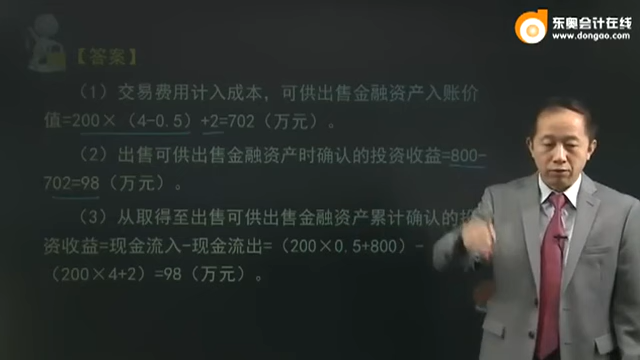 东奥会计在线
www.dongao.com
【答案】
(1)交易费用计入成本,可供出售金融资产入账价
值=200×(4-0.5)+2=702(万元)。
(2)出售可供出售金融资产时确认的投资收益=800-
702=98(万元)。
(3)从取得至出售可供出售金融资产累计确认的投
资收益=现金流入-现金流出=(200×0.5+800)-
(200×4+2)=98(万元)。